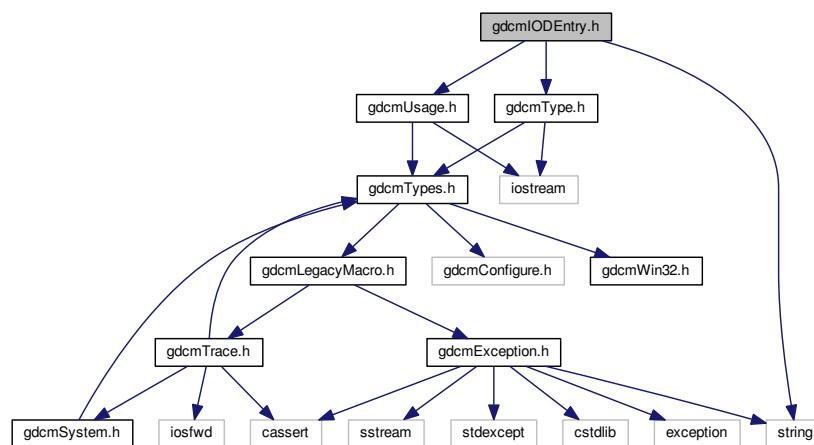 gdcmIODEntry.h
gdcmUsage.h
gdcmType.h
gdcmTypes.h
iostream
gdcmLegacyMacro.h
gdcmConfigure.h
gdcmWin32.h
gdcmTrace.h
gdcmException.h
gdcmSystem.h
iosfwd
cassert
sstream
stdexcept
cstdlib
exception
string